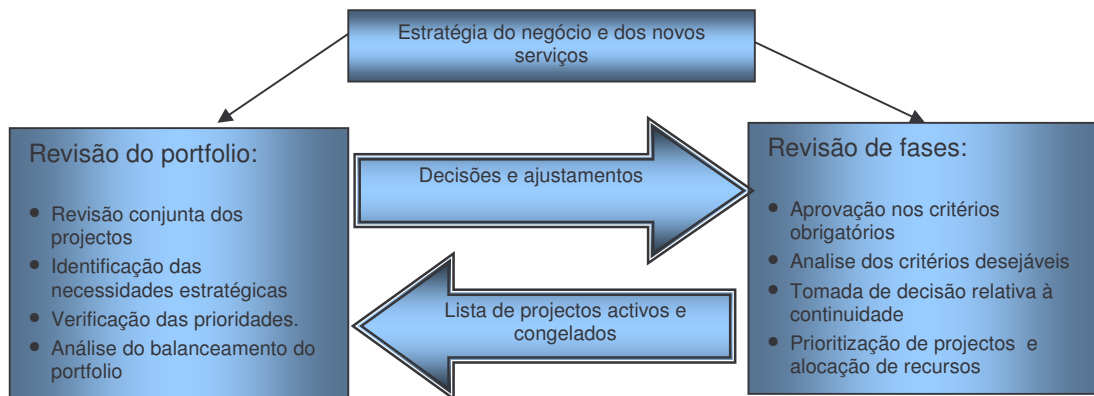 Estratégia do negócio e dos novos
serviços
Revisão do portfolio:
• Revisão conjunta dos
projectos
• Identificação das
necessidades estratégicas
• Verificação das prioridades.
• Análise do balanceamento do
portfolio
Decisões e ajustamentos
Lista de projectos activos e
congelados
Revisão de fases:
• Aprovação nos critérios
obrigatórios
• Analise dos critérios desejáveis
• Tomada de decisão relativa à
continuidade
• Prioritização de projectos e
alocação de recursos